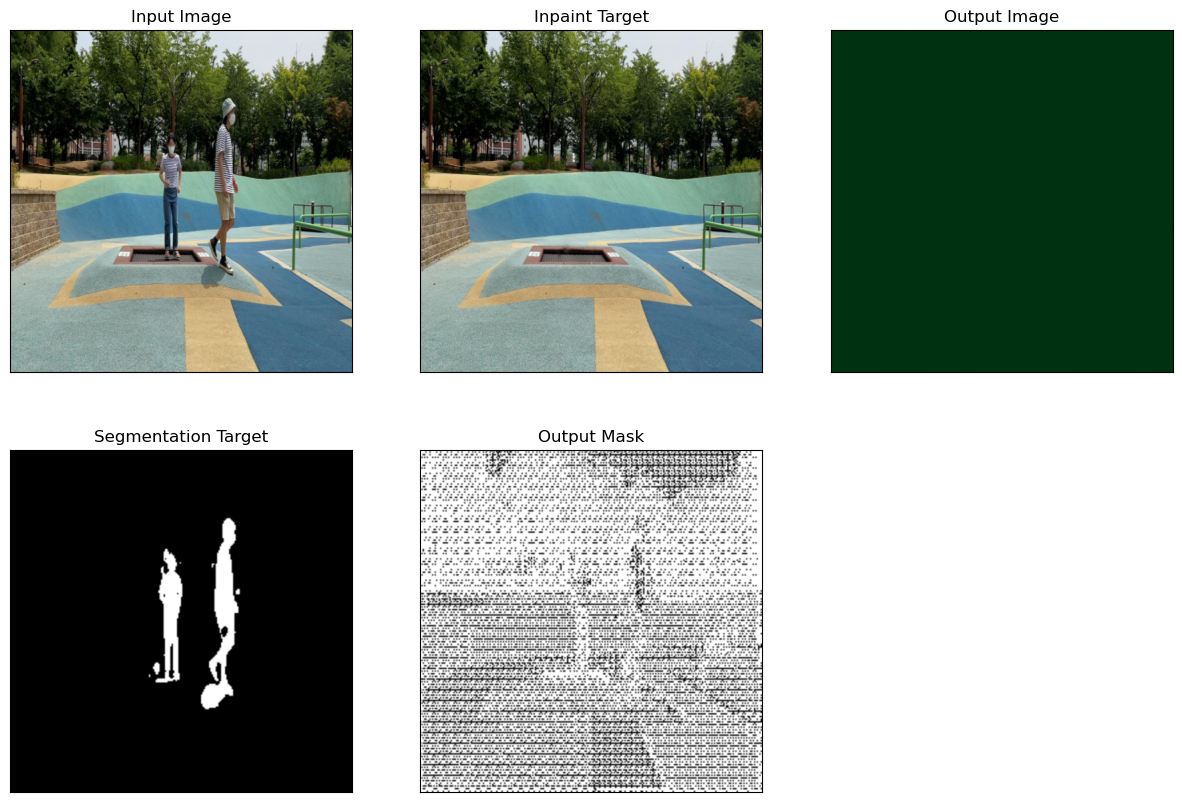 Input Image
Inpaint Target
Output Image
Segmentation Target
Output Mask